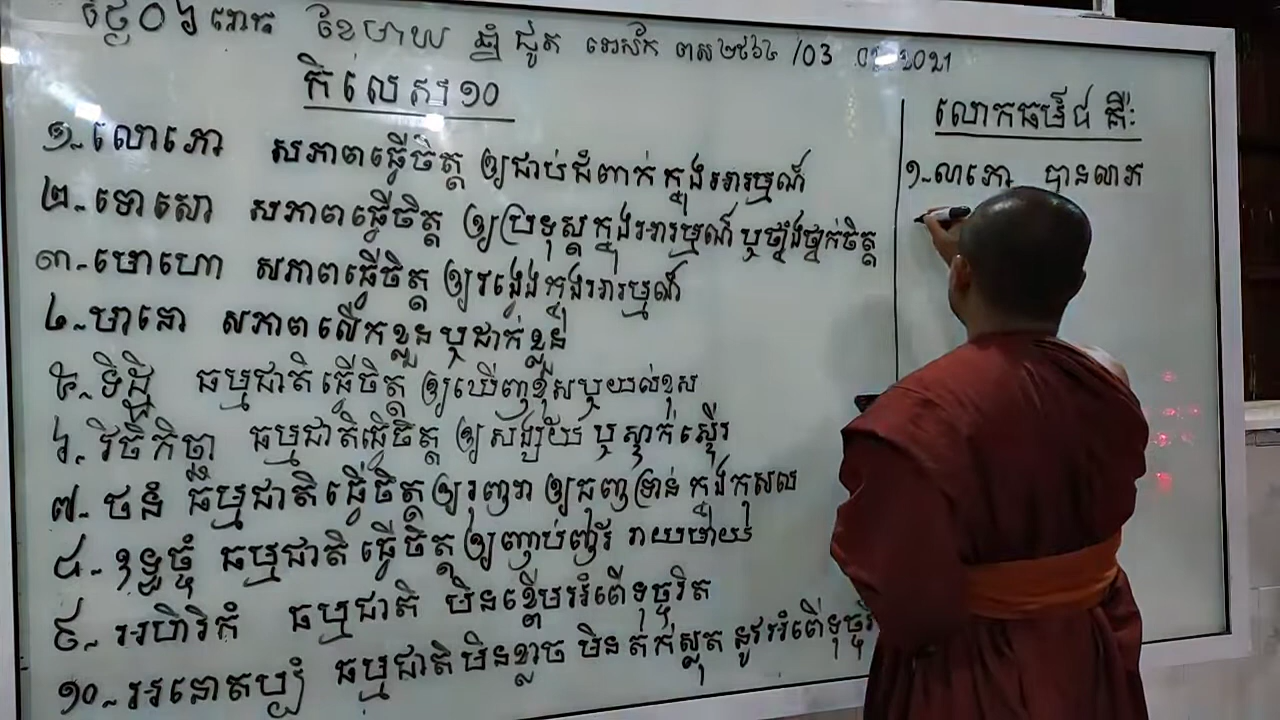 ថ្ងៃ ០៦ រោច ខែមាឃ ឆ្នាំ ជូត ពស ២៥៦៤ /03 2021
កិលេស ១០
១- លោភោ សភាពធ្វើចិត្ត ឲ្យជាប់ជំពាក់ក្នុងអារម្មណ៍
២- ទោសោ សភាពធ្វើចិត្ត ឲ្យប្រទុស្តក្នុងអារម្មណ៍ ឬថ្នាំងថ្នាក់ចិត្ត
៣- មោហោ សភាពធ្វើចិត្ត ឲ្យវង្វេងក្នុងអារម្មណ៍
៤- មានោ សភាពលើកខ្លួន ឬដាក់ខ្លួន
៥- ទិដ្ឋិ ធម្មជាតិធ្វើចិត្ត ឲ្យឃើញខុសឬយល់ខុស
៦- វិចិកិច្ឆា ធម្មជាតិធ្វើចិត្ត ឲ្យសង្ស័យ ឬស្ទាក់ស្ទើរ
៧- ថីនំ ធម្មជាតិធ្វើចិត្តឲ្យរួញរា ឲ្យធុញទ្រាន់ ក្នុងកុសល
៨- ឧទ្ធច្ចំ ធម្មជាតិ ធ្វើចិត្ត ឲ្យញាប់ញ័រ រាយមាយ
៩- អហិរិកំ ធម្មជាតិ មិនខ្ពើមអំពើទុច្ចរិត
១០- អនោតប្បំ ធម្មជាតិមិនខ្លាច មិនតក់ស្លុត នូវអំពើទុច្ចរិ
លោកធម៌ ៨ គឺ:
១- លាភោ បានលាភ